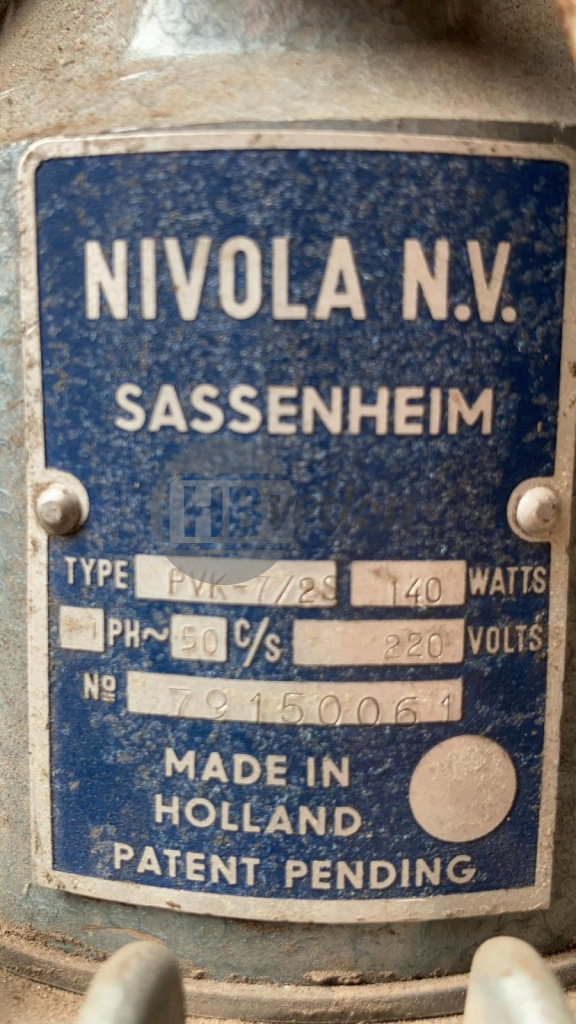 NIVOLA N.V.
SASSENHEIM
TYPE PVK-7/2S 140 WATTS
1 PH~ 50 C/S 220 VOLTS
Nº 79150061
MADE IN
HOLLAND
PATENT PENDING